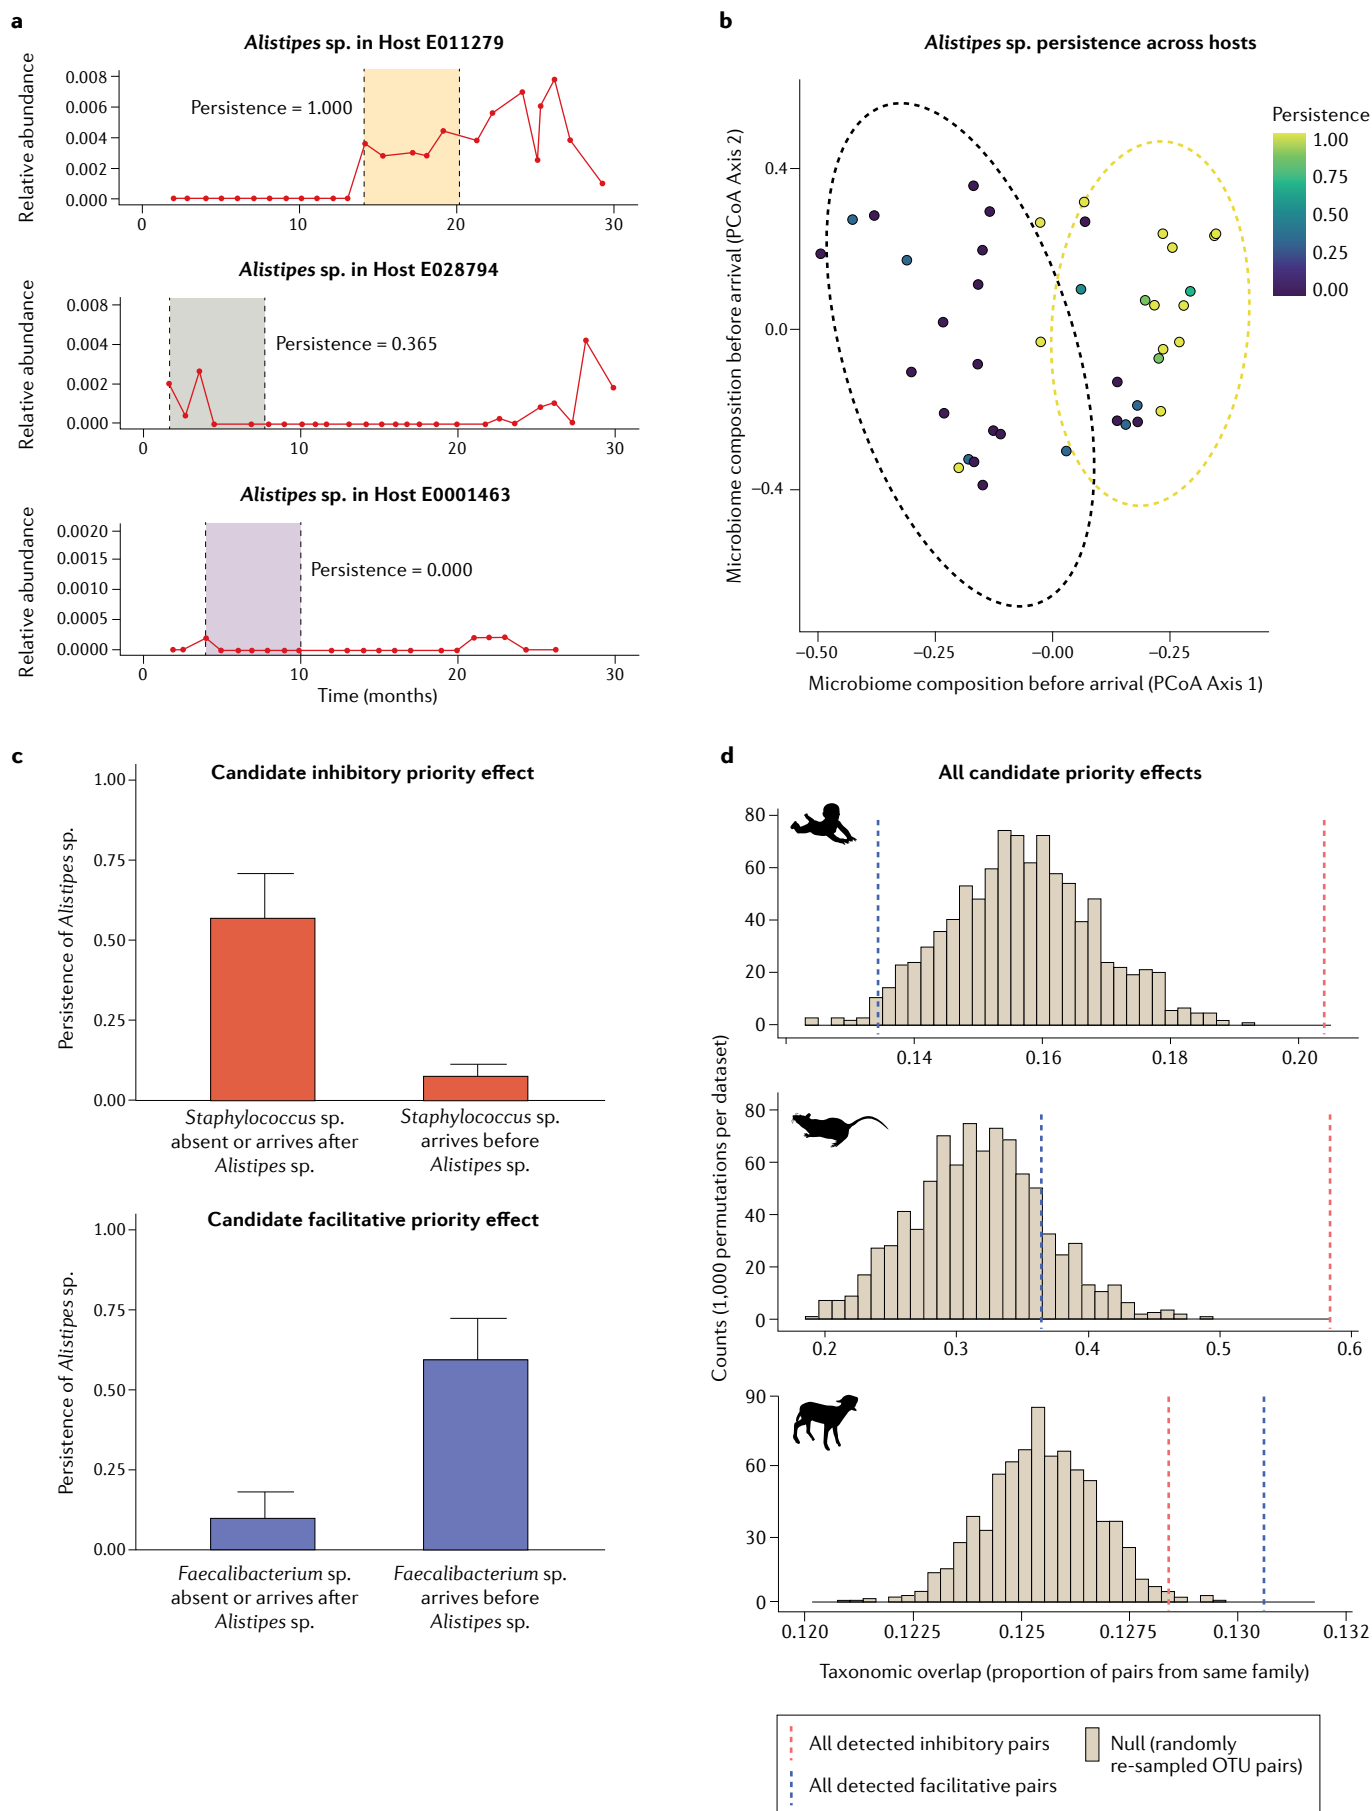 a
Alistipes sp. in Host E011279
Relative abundance
0.008
0.006
0.004
0.002
0.000
Persistence = 1.000
0 10 20 30
Alistipes sp. in Host E028794
Relative abundance
0.008
0.004
0.002
0.000
Persistence = 0.365
0 10 20 30
Alistipes sp. in Host E0001463
Relative abundance
0.0020
0.0015
0.0010
0.0005
0.0000
Persistence = 0.000
0 10 20 30
Time (months)
b
Alistipes sp. persistence across hosts
Microbiome composition before arrival (PCoA Axis 2)
0.4
0.0
−0.4
−0.50 −0.25 −0.00 −0.25
Microbiome composition before arrival (PCoA Axis 1)
Persistence
1.00
0.75
0.50
0.25
0.00
c
Candidate inhibitory priority effect
Persistence of Alistipes sp.
1.00
0.75
0.50
0.25
0.00
Staphylococcus sp.
absent or arrives after
Alistipes sp.
Staphylococcus sp.
arrives before
Alistipes sp.
Candidate facilitative priority effect
Persistence of Alistipes sp.
1.00
0.75
0.50
0.25
0.00
Faecalibacterium sp.
absent or arrives after
Alistipes sp.
Faecalibacterium sp.
arrives before
Alistipes sp.
d
All candidate priority effects
Counts (1,000 permutations per dataset)
80
60
40
20
0
0.14 0.16 0.18 0.20
80
60
40
20
0
0.2 0.3 0.4 0.5 0.6
90
60
30
0
0.120 0.1225 0.125 0.1275 0.130 0.132
Taxonomic overlap (proportion of pairs from same family)
All detected inhibitory pairs
All detected facilitative pairs
Null (randomly
re-sampled OTU pairs)